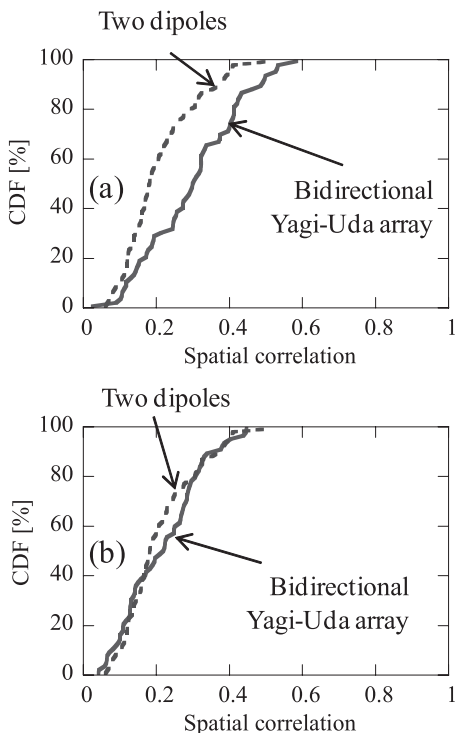 Two dipoles
100
80
60
40
20
0
CDF [%]
(a)
Bidirectional
Yagi-Uda array
0 0.2 0.4 0.6 0.8 1
Spatial correlation
Two dipoles
100
80
60
40
20
0
CDF [%]
(b)
Bidirectional
Yagi-Uda array
0 0.2 0.4 0.6 0.8 1
Spatial correlation